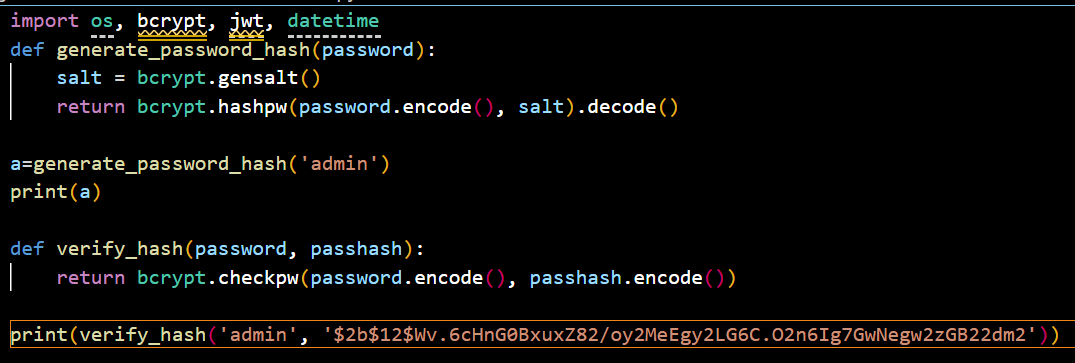 import os, bcrypt, jwt, datetime
def generate_password_hash(password):
    salt = bcrypt.gensalt()
    return bcrypt.hashpw(password.encode(), salt).decode()
a=generate_password_hash('admin')
print(a)
def verify_hash(password, passhash):
    return bcrypt.checkpw(password.encode(), passhash.encode())
print(verify_hash('admin', '$2b$12$Wv.6cHnG0BxuxZ82/oy2MeEgy2LG6C.O2n6Ig7GwNegw2zGB22dm2'))